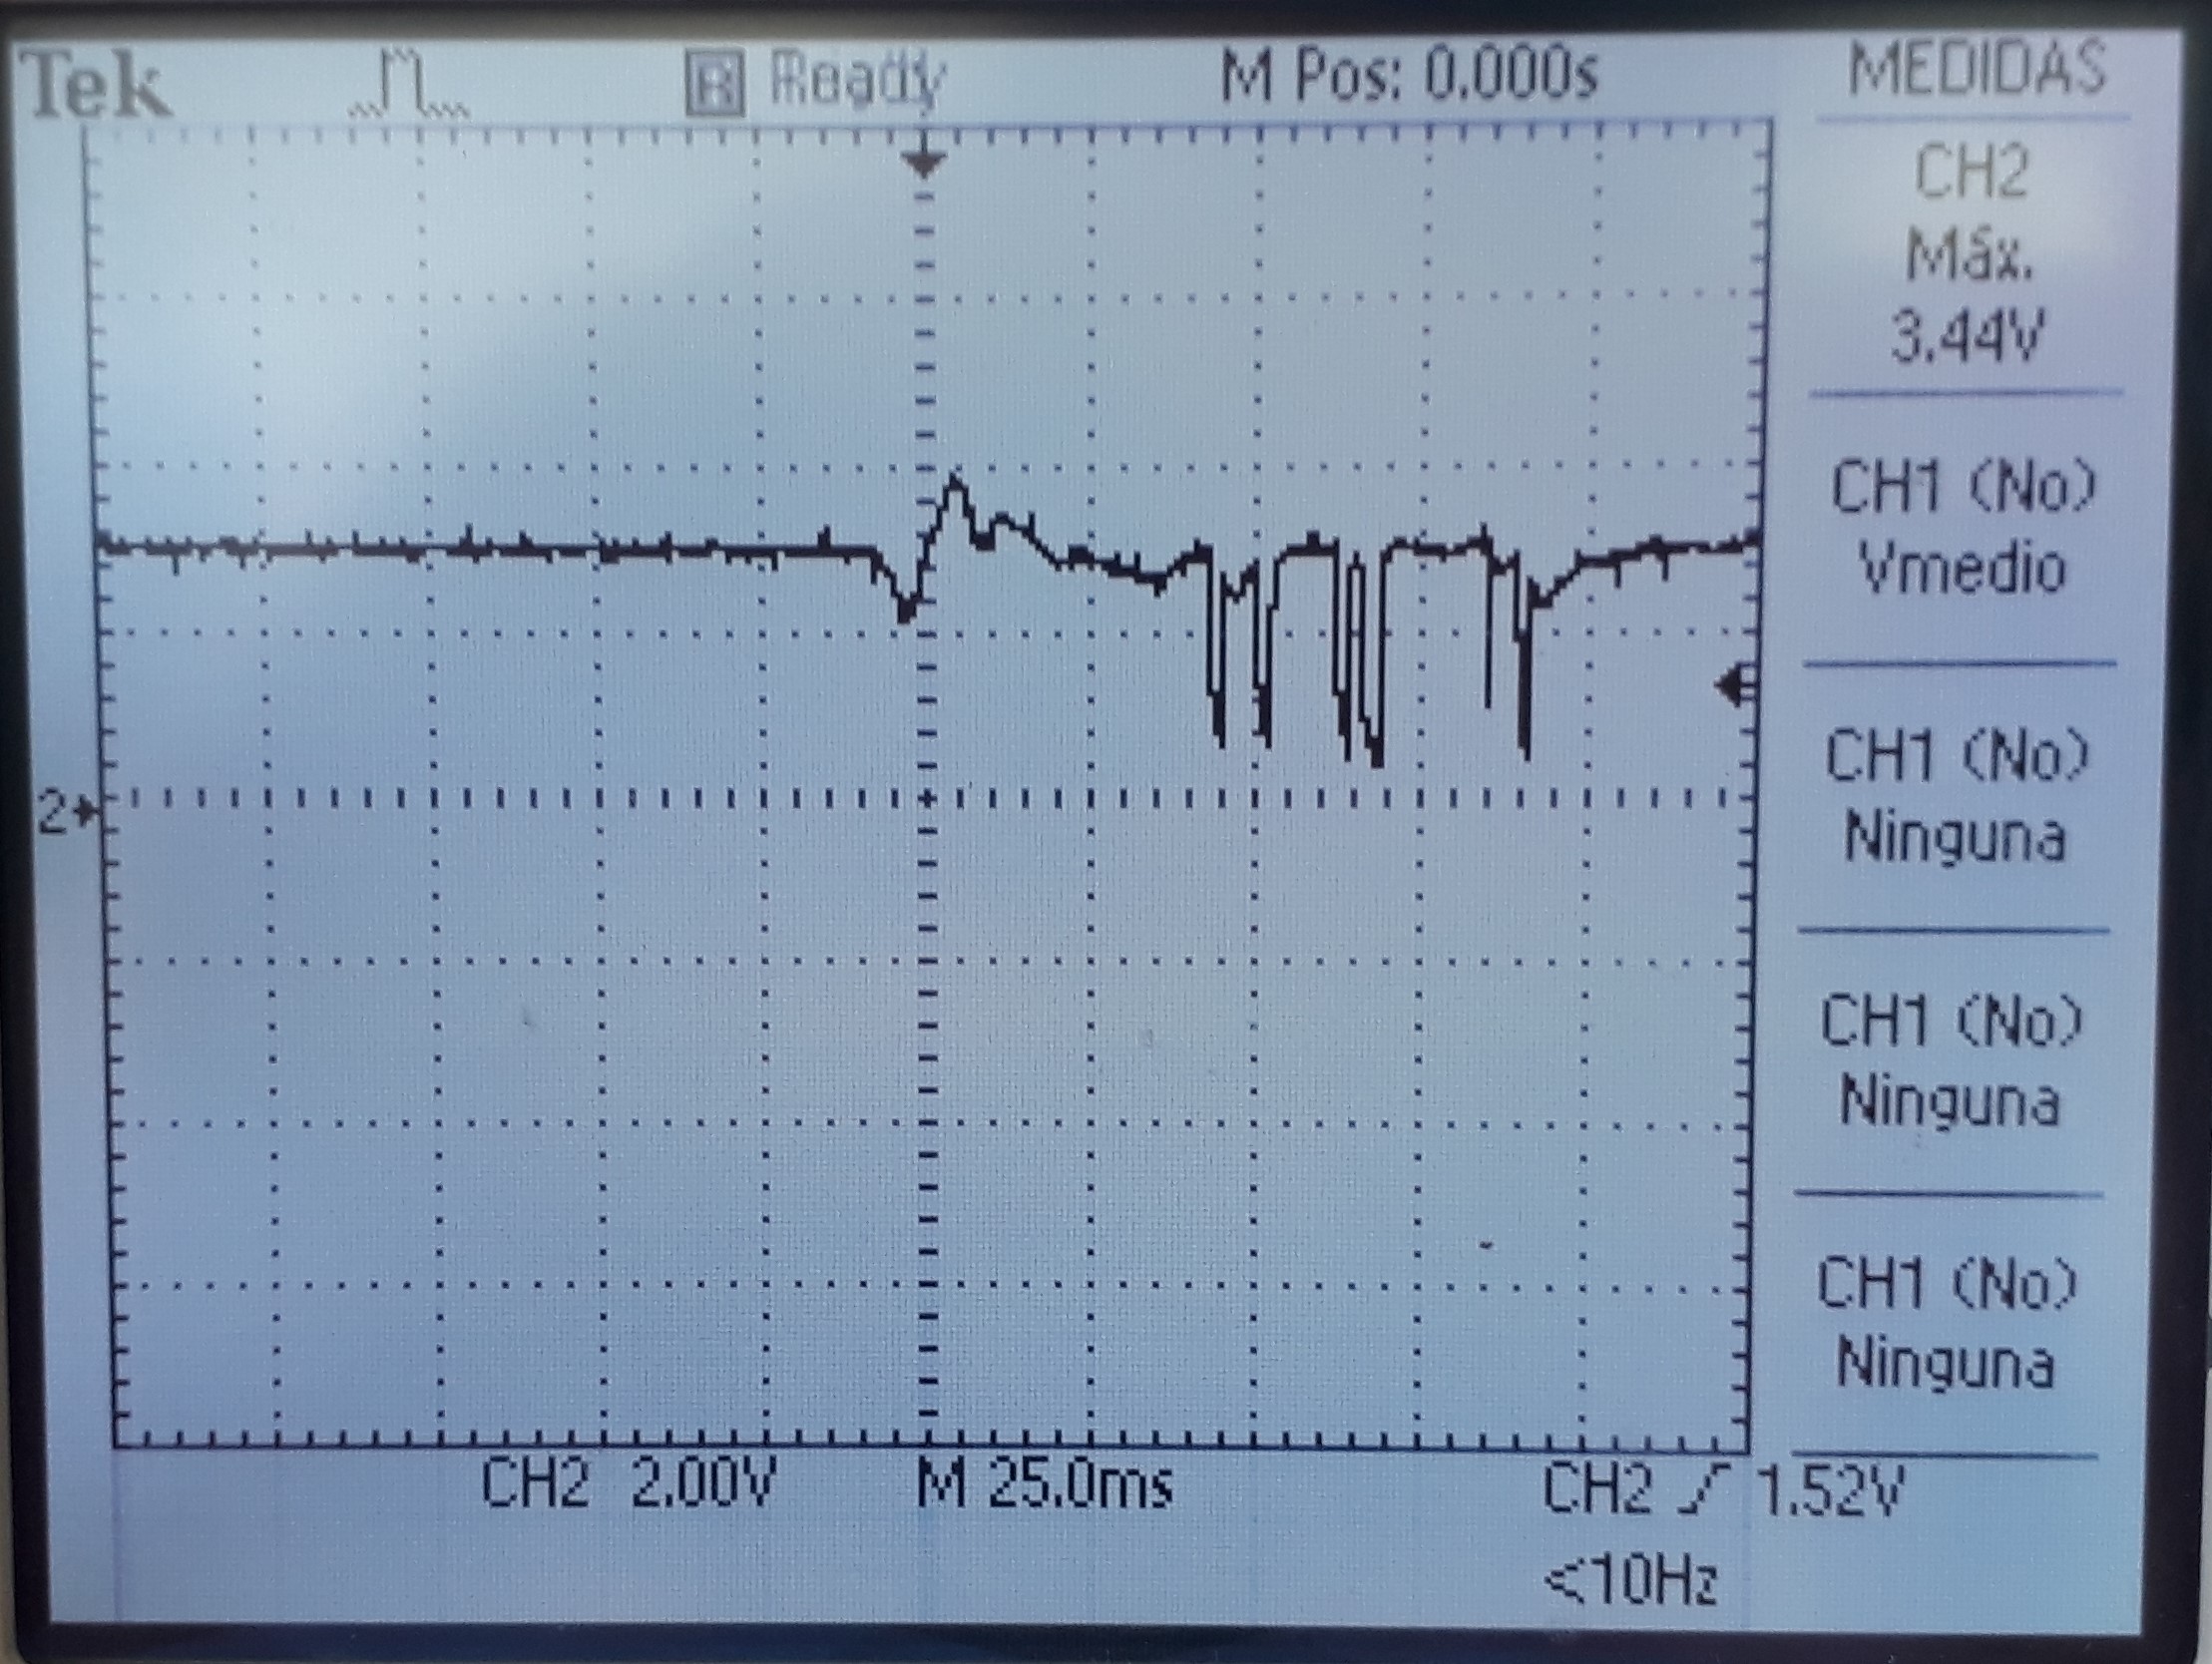 Tek R Ready M Pos: 0.000s MEDIDAS
CH2
Máx.
3.44V
CH1 (No)
Vmedio
CH1 (No)
Ninguna
CH1 (No)
Ninguna
CH1 (No)
Ninguna
2
CH2 2.00V M 25.0ms CH2 1.52V
<10Hz